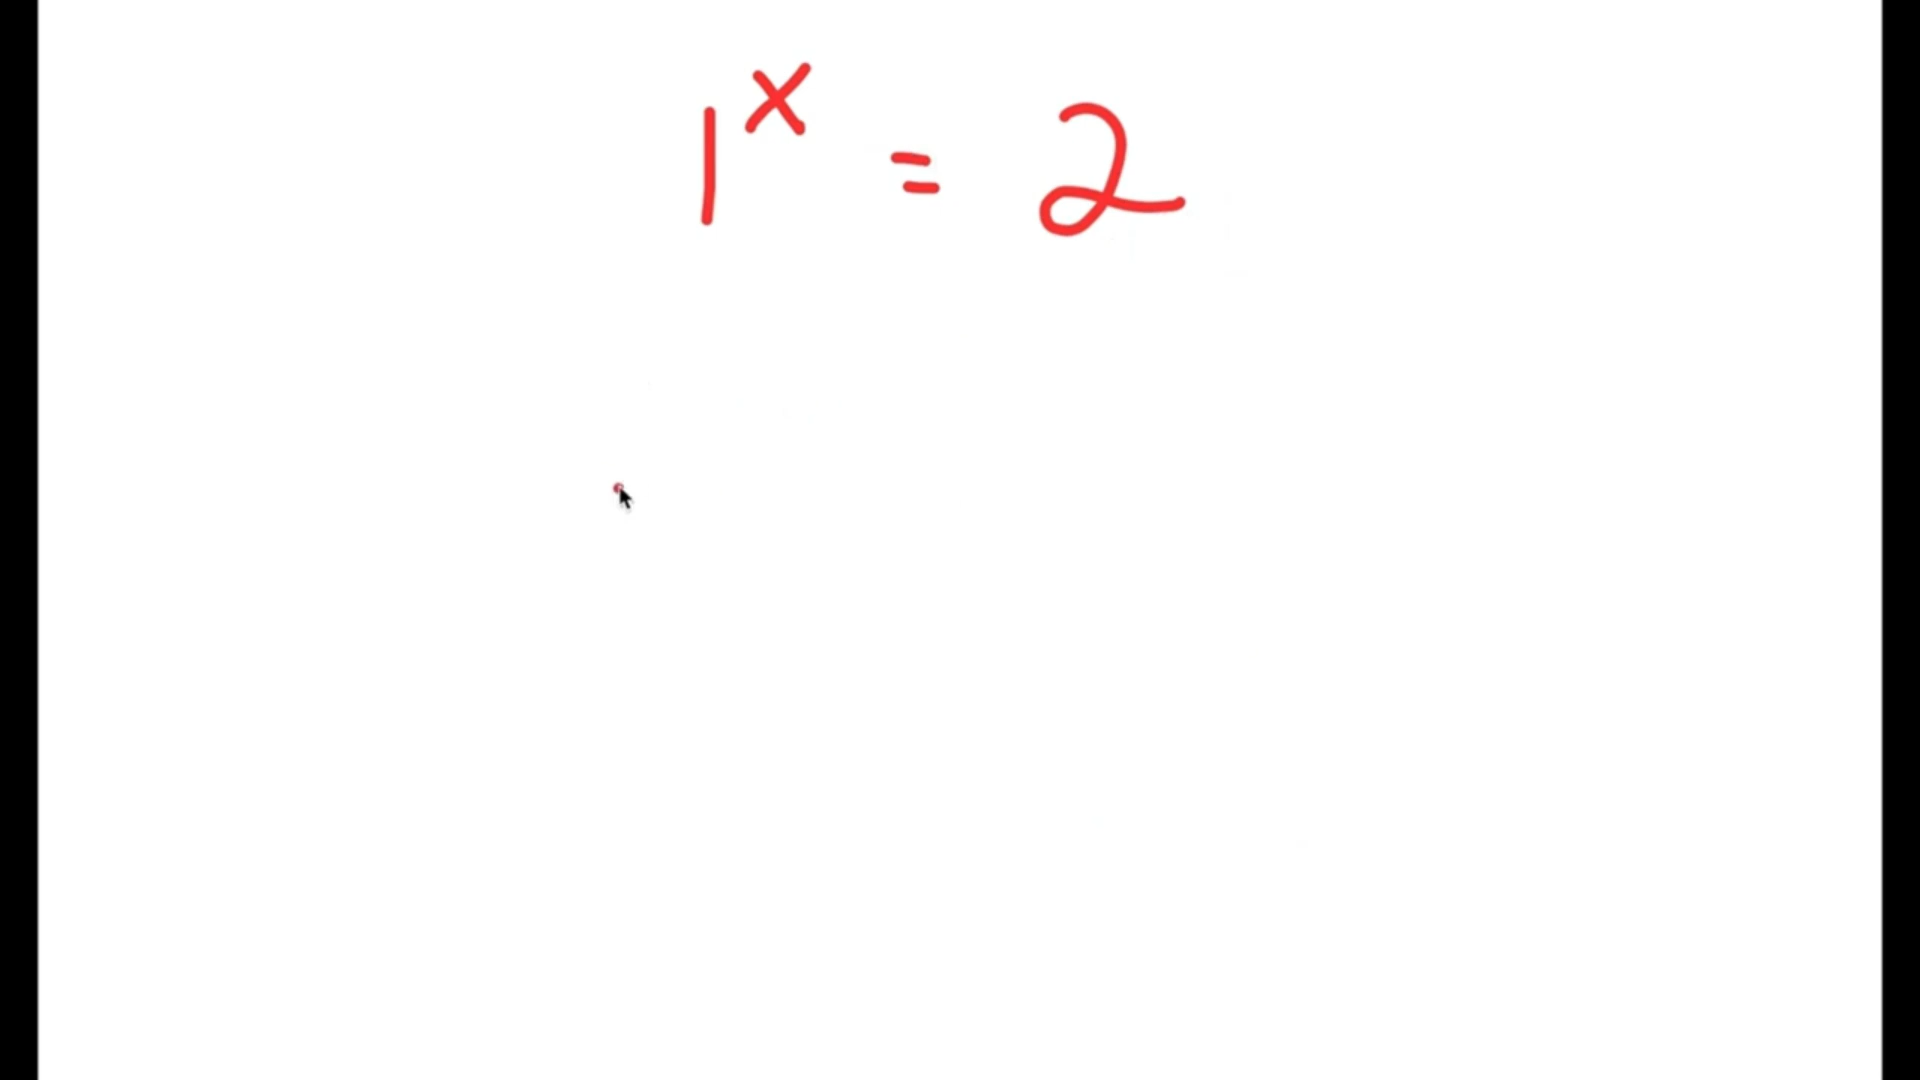 1^x = 2